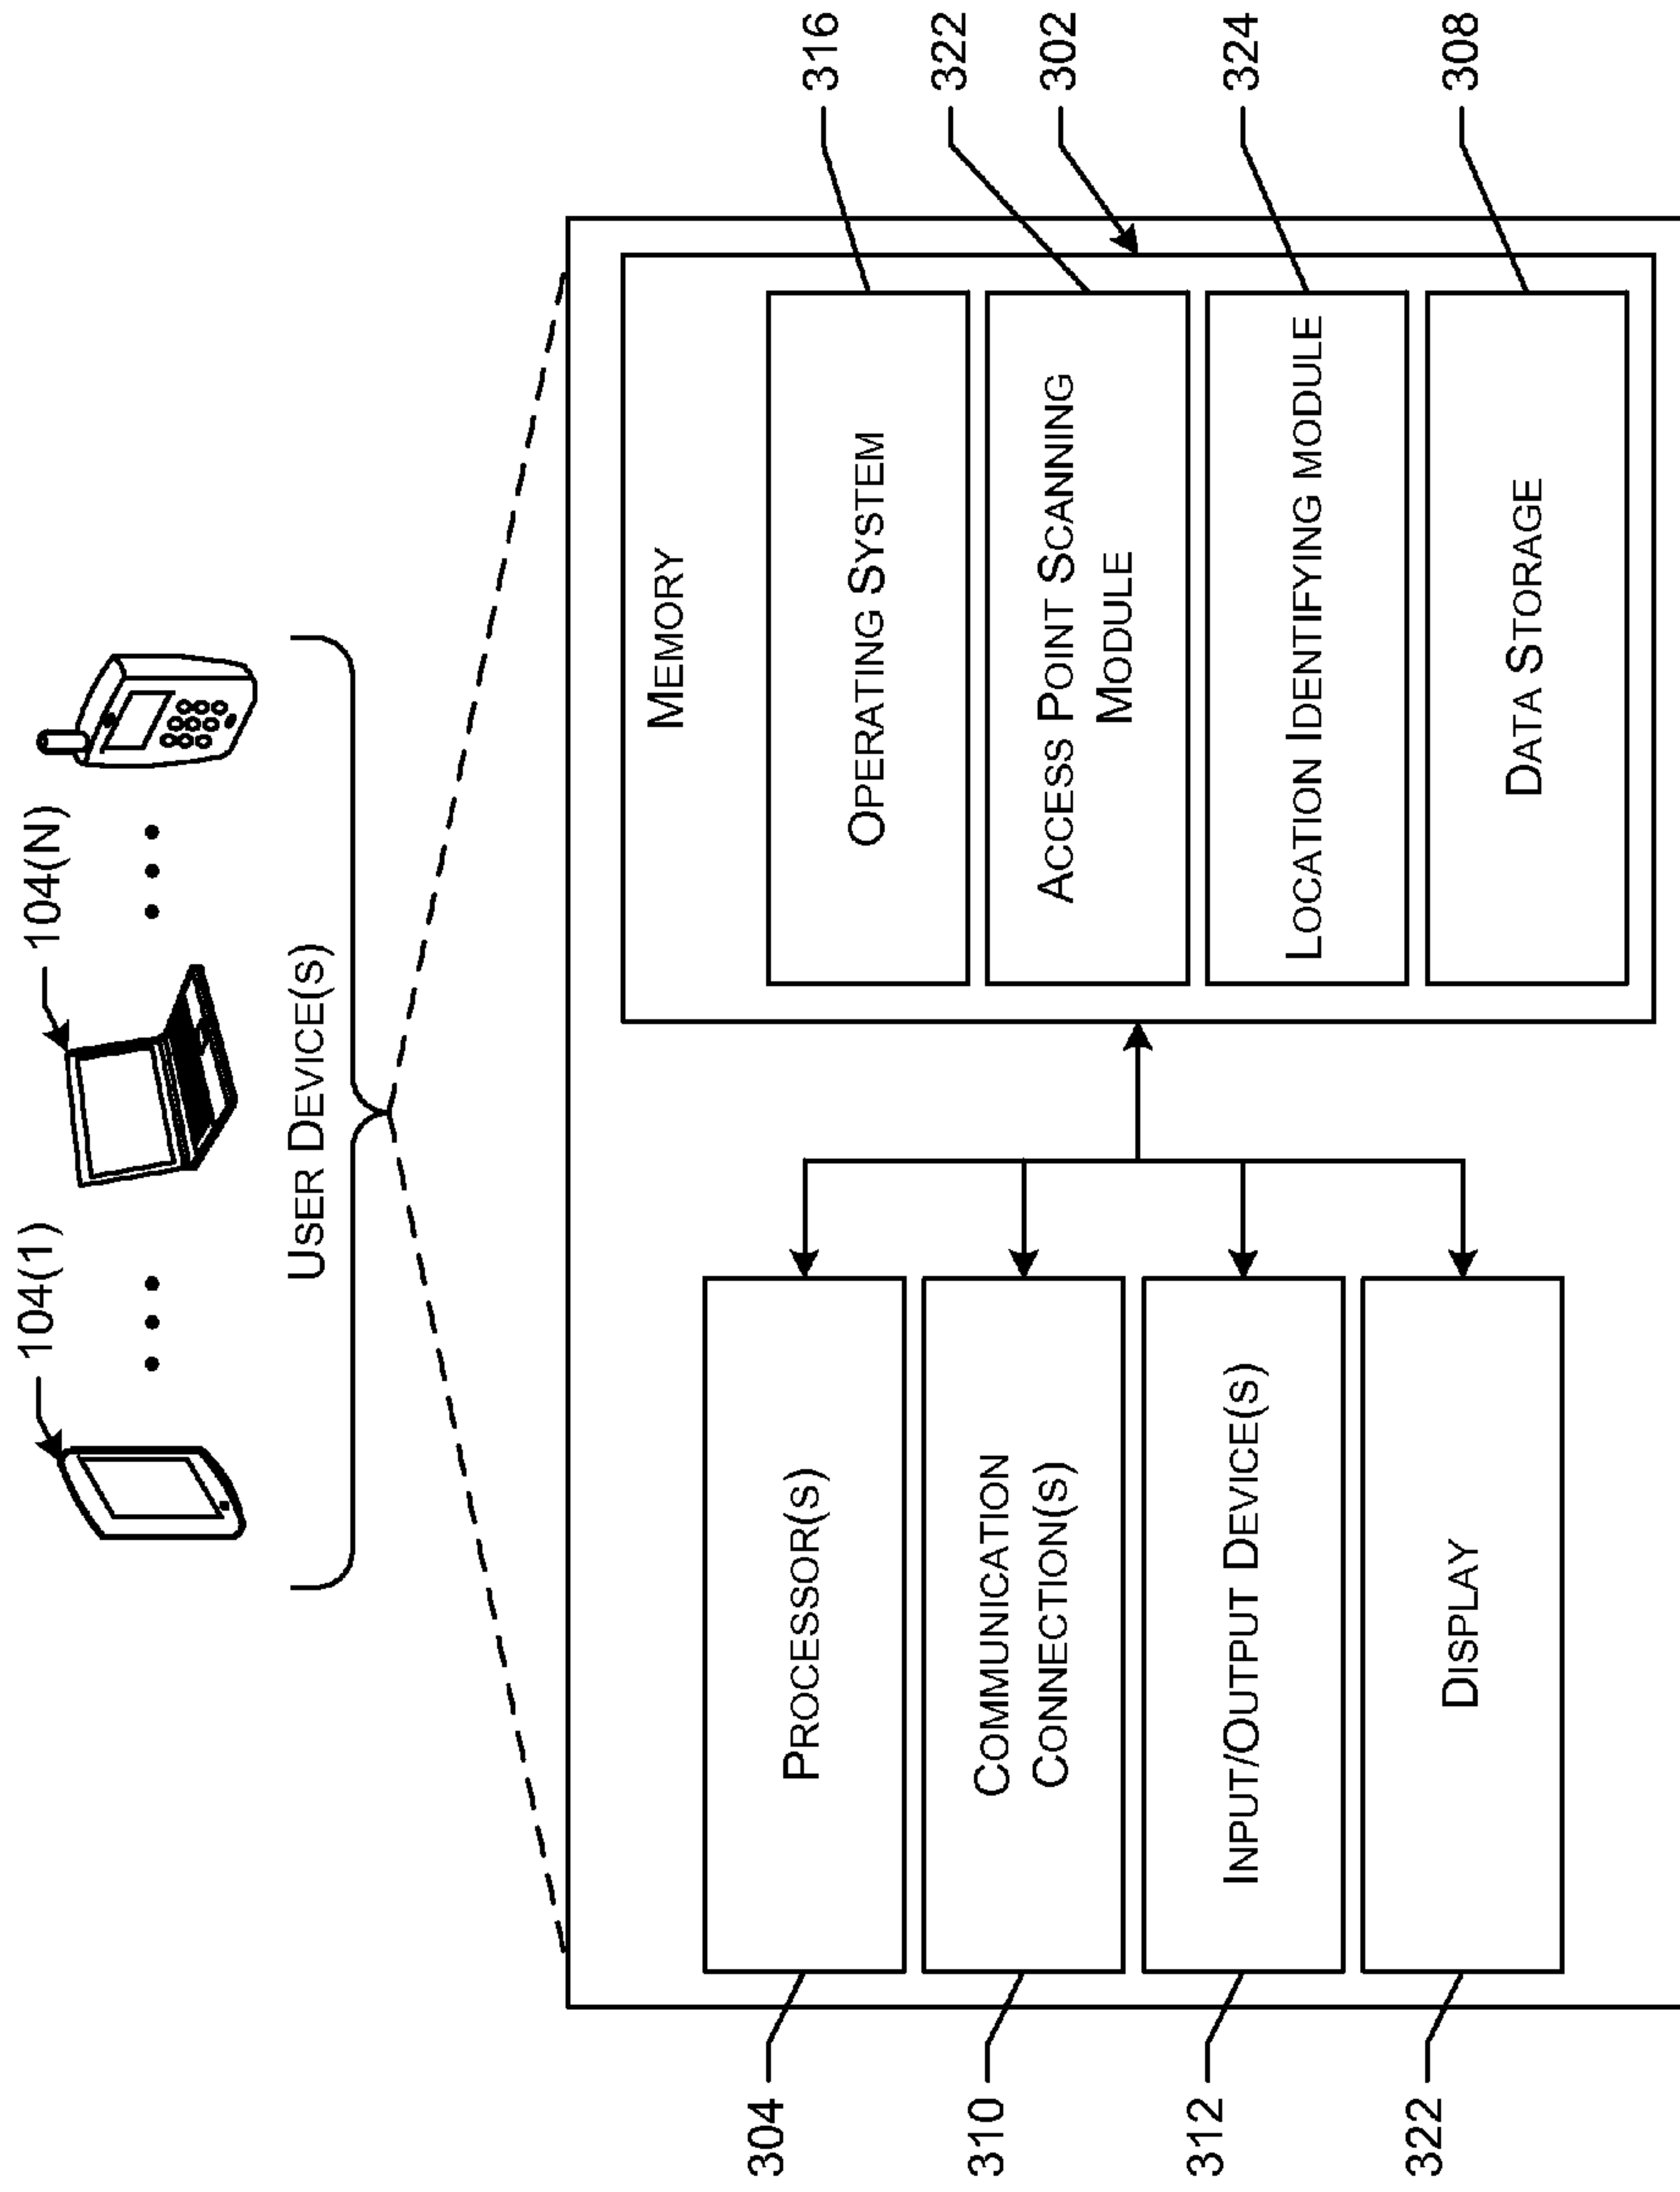 104(1)
104(N)
USER DEVICE(S)
MEMORY
304
PROCESSOR(S)
OPERATING SYSTEM
316
310
COMMUNICATION
CONNECTION(S)
ACCESS POINT SCANNING
MODULE
322
302
312
INPUT/OUTPUT DEVICE(S)
LOCATION IDENTIFYING MODULE
324
322
DISPLAY
DATA STORAGE
308